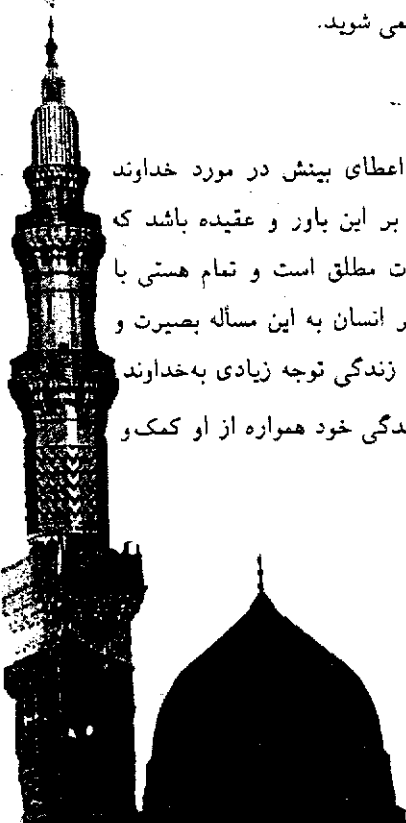 می شوید.
اعطای بینش در مورد خداوند
بر این باور و عقیده باشد که
ت مطلق است و تمام هستی با
ر انسان به این مسأله بصیرت و
زندگی توجه زیادی به‌خداوند
دگی خود همواره از او کمک و